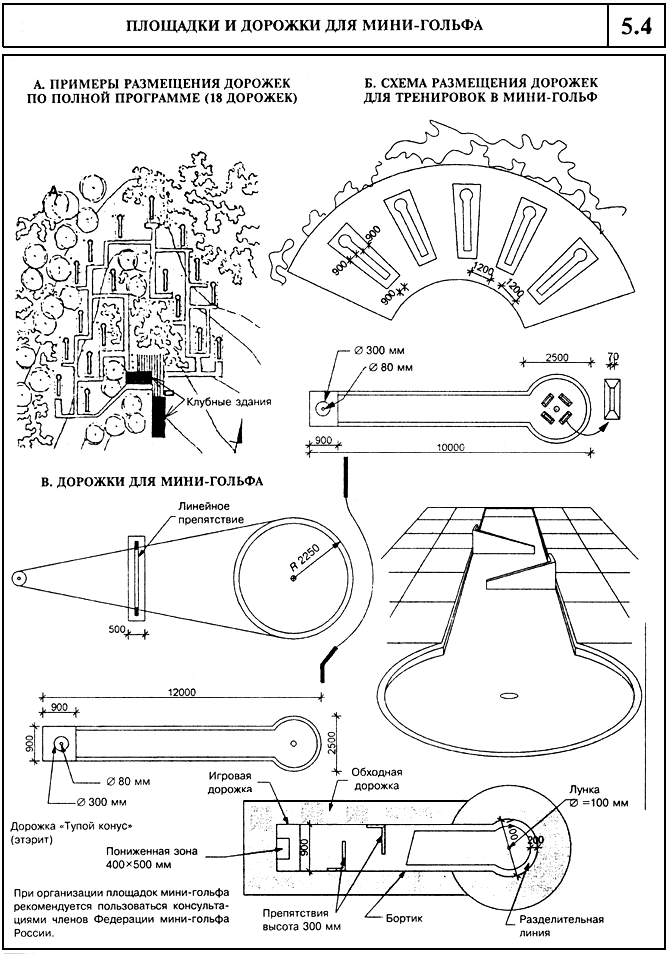 ПЛОЩАДКИ И ДОРОЖКИ ДЛЯ МИНИ-ГОЛЬФА
5.4
А. ПРИМЕРЫ РАЗМЕЩЕНИЯ ДОРОЖЕК
ПО ПОЛНОЙ ПРОГРАММЕ (18 ДОРОЖЕК)
А
Клубные здания
Б. СХЕМА РАЗМЕЩЕНИЯ ДОРОЖЕК
ДЛЯ ТРЕНИРОВОК В МИНИ-ГОЛЬФ
900
900
900
1200
1200
∅ 300 мм
∅ 80 мм
2500
70
900
10000
В. ДОРОЖКИ ДЛЯ МИНИ-ГОЛЬФА
Линейное
препятствие
R 2250
500
12000
900
900
2500
∅ 80 мм
∅ 300 мм
Дорожка «Тупой конус»
(этэрит)
Игровая
дорожка
Обходная
дорожка
Лунка
∅ =100 мм
Пониженная зона
400×500 мм
900
200
Препятствия
высота 300 мм
Бортик
Разделительная
линия
При организации площадок мини-гольфа
рекомендуется пользоваться консульта-
циями членов Федерации мини-гольфа
России.